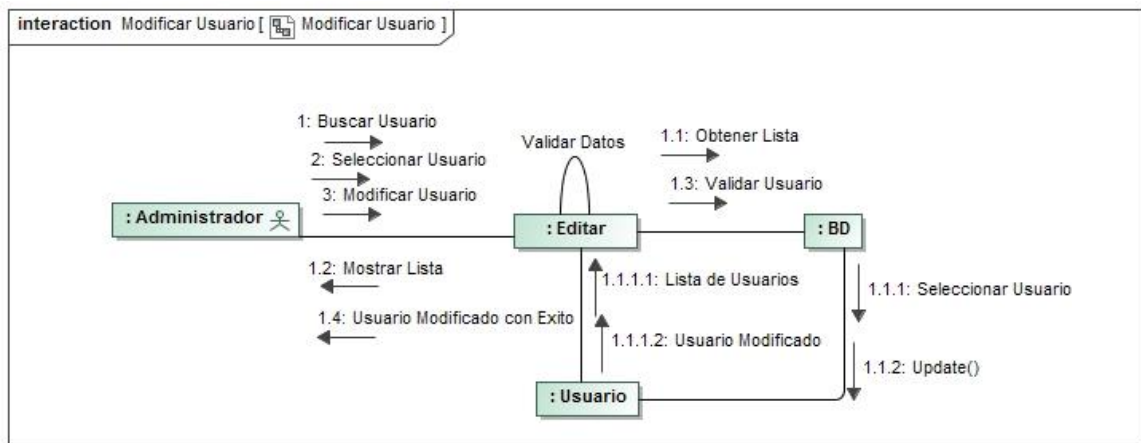 interaction Modificar Usuario [ Modificar Usuario ]
1: Buscar Usuario
2: Seleccionar Usuario
3: Modificar Usuario
Validar Datos
1.1: Obtener Lista
1.3: Validar Usuario
: Administrador
: Editar
: BD
1.2: Mostrar Lista
1.4: Usuario Modificado con Exito
1.1.1.1: Lista de Usuarios
1.1.1.2: Usuario Modificado
1.1.1: Seleccionar Usuario
1.1.2: Update()
: Usuario